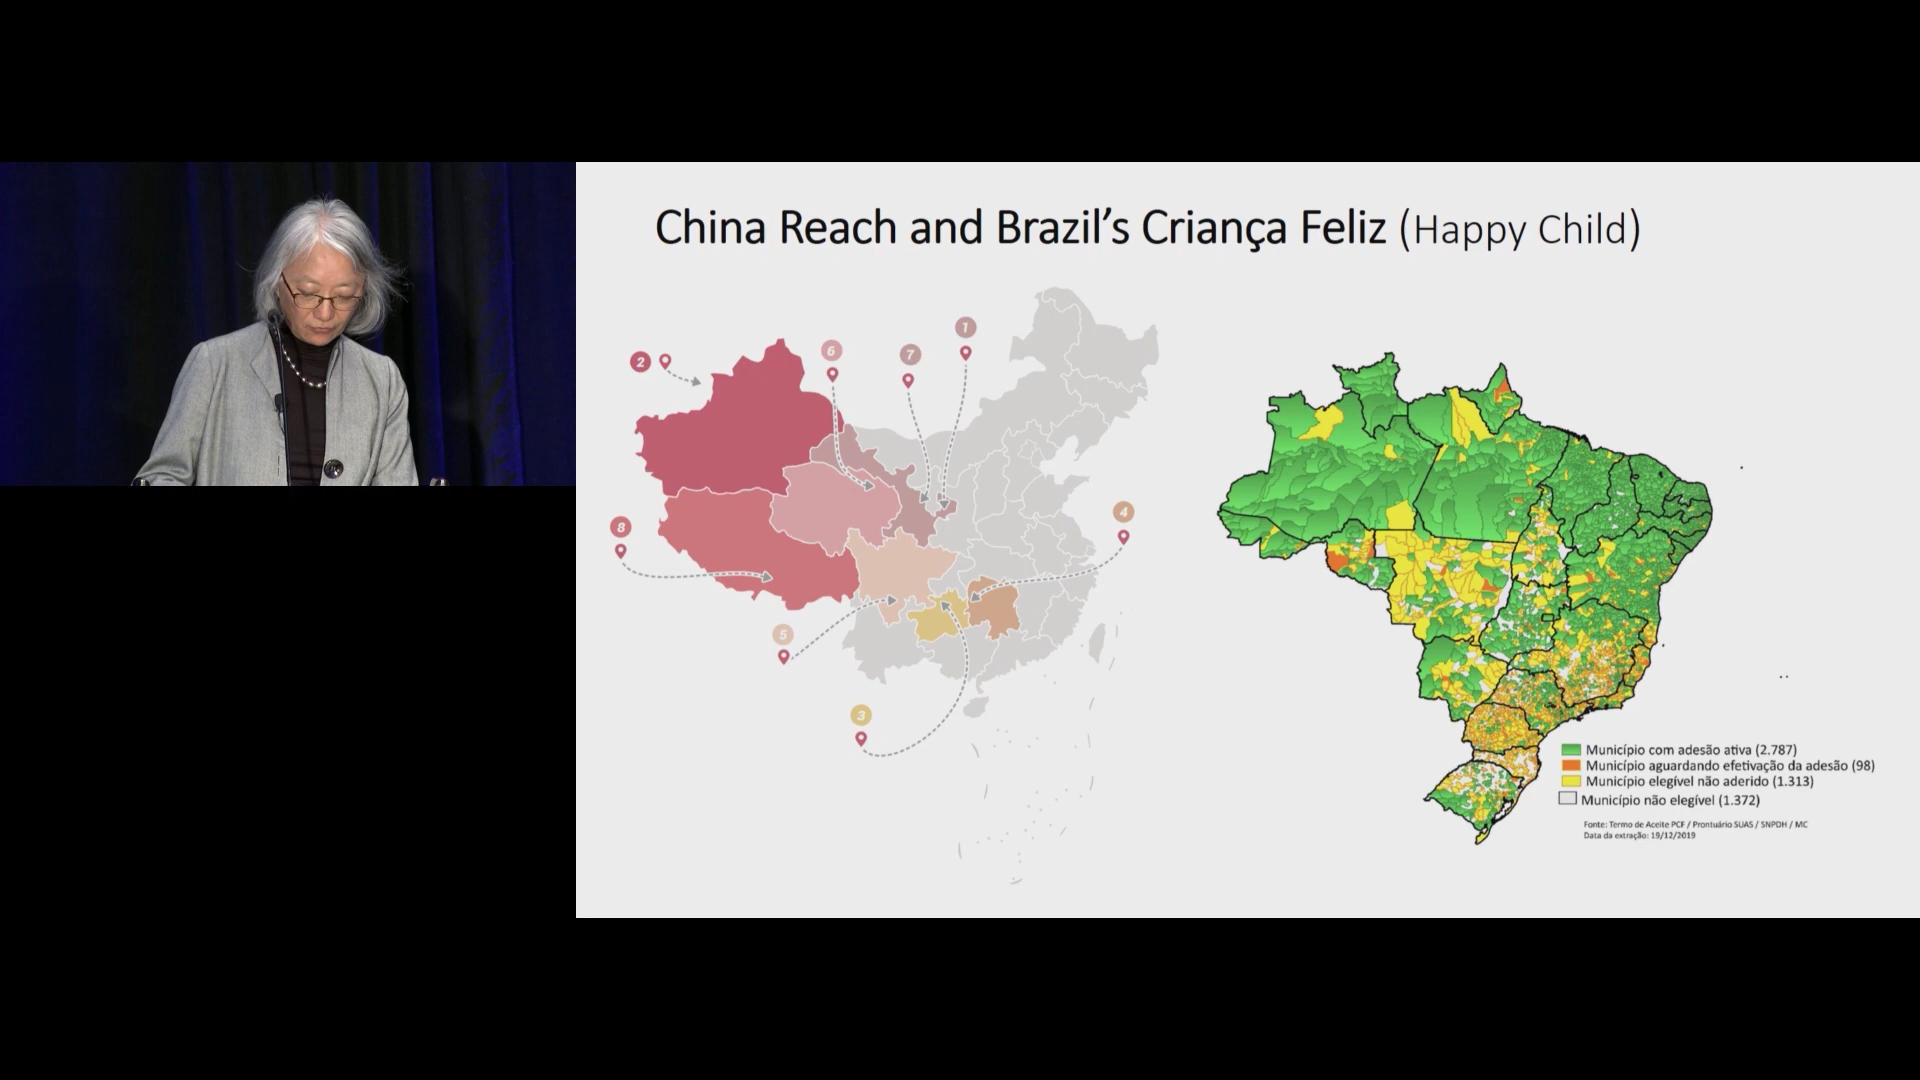 China Reach and Brazil's Criança Feliz (Happy Child)
1
2
6
7
8
4
5
3
Município com adesão ativa (2.787)
Município aguardando efetivação da adesão (98)
Município elegível não aderido (1.313)
Município não elegível (1.372)
Fonte: Termo de Aceite PCF / Prontuário SUAS / SNPDH / MC
Data da extração: 19/12/2019